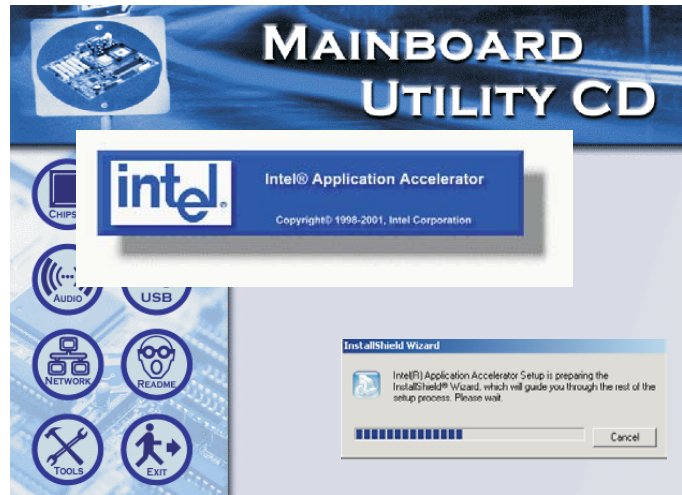 MAINBOARD
UTILITY CD
intel.
Intel® Application Accelerator
Copyright© 1998-2001, Intel Corporation
CHIPS
AUDIO
USB
NETWORK
README
TOOLS
EXIT
InstallShield Wizard
Intel(R) Application Accelerator Setup is preparing the
InstallShield® Wizard, which will guide you through the rest of the
setup process. Please wait.
Cancel